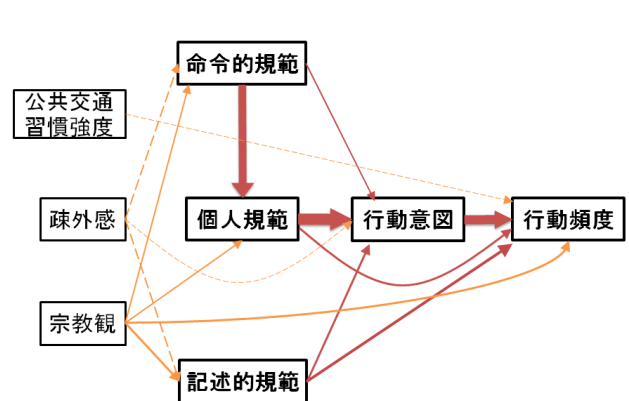 命令的規範
公共交通
習慣強度
疎外感
個人規範
行動意図
行動頻度
宗教観
記述的規範